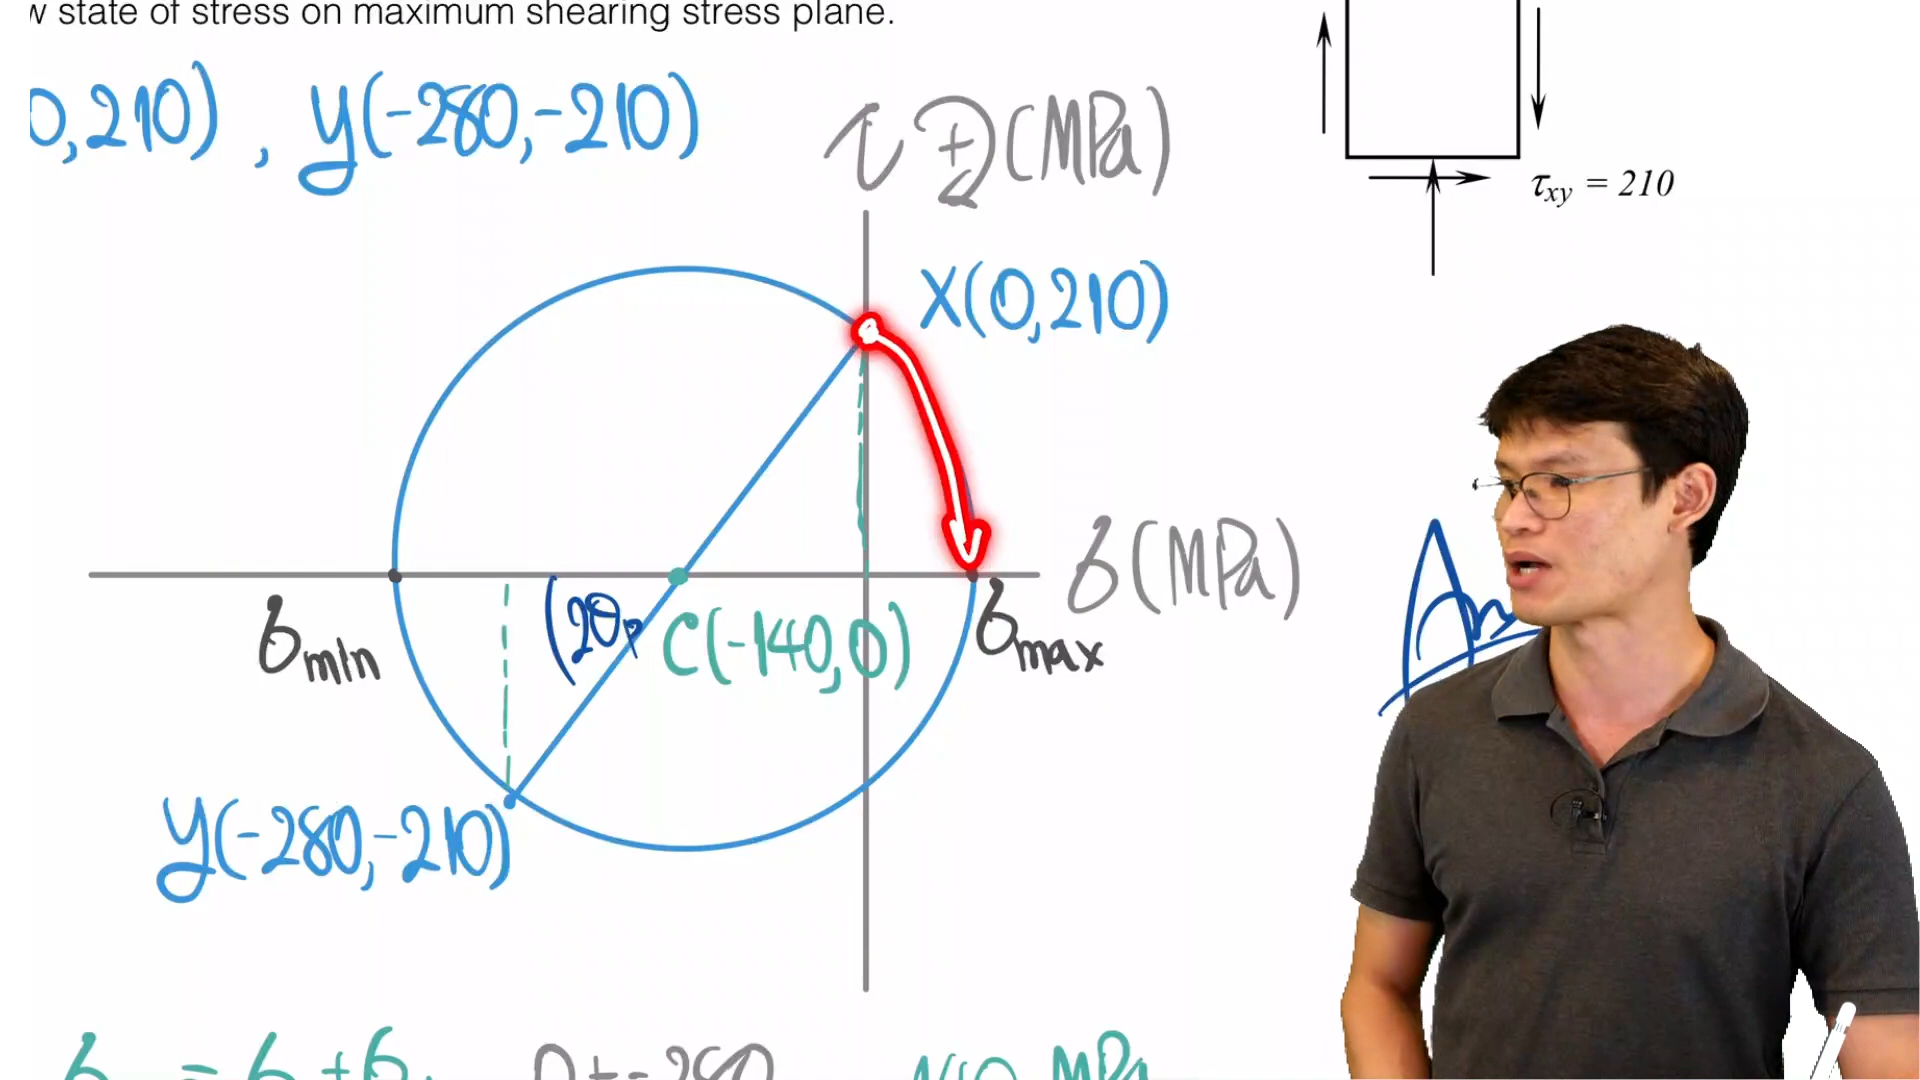 state of stress on maximum shearing stress plane.
0,210) , Y(-280,-210)
τ (MPa)
τxy = 210
X(0,210)
σ(MPa)
σmin
(2θp
C(-140,0)
σmax
Y(-280,-210)